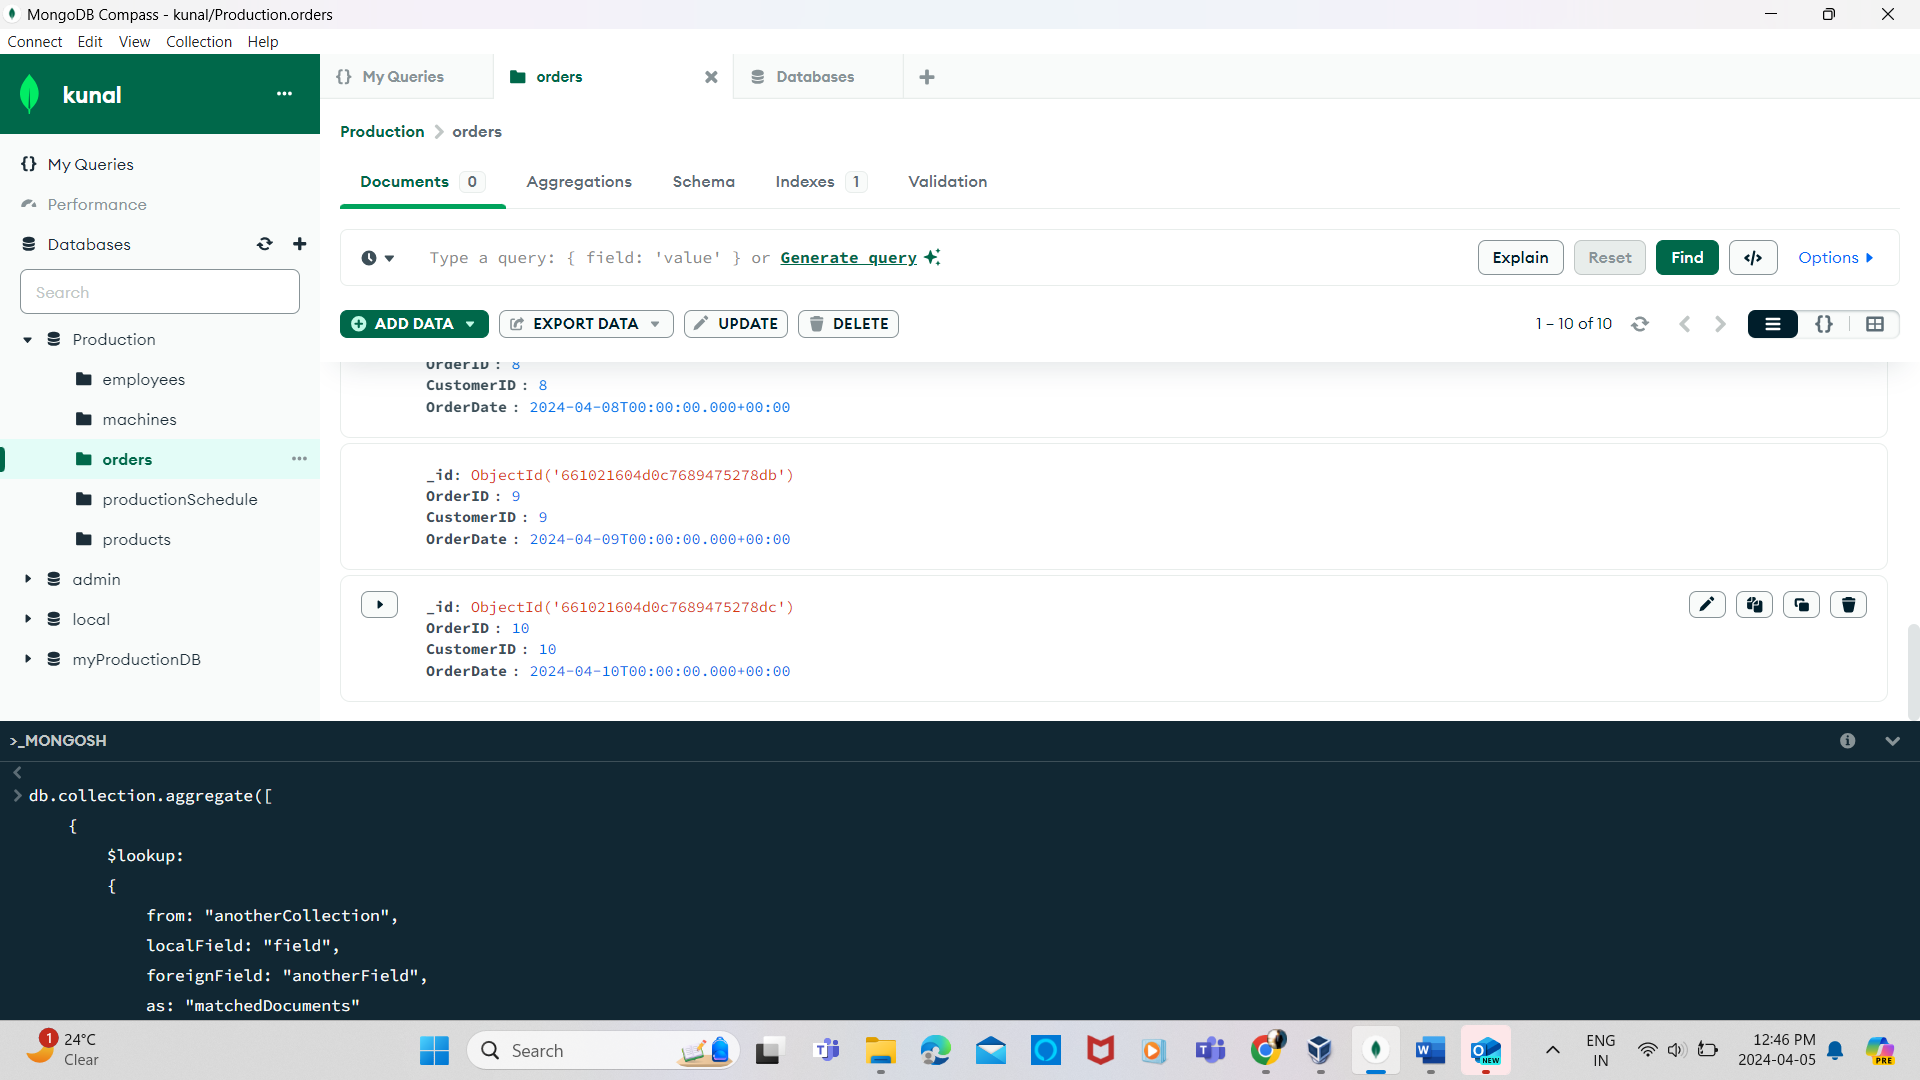 MongoDB Compass - kunal/Production.orders
Connect Edit View Collection Help
kunal
My Queries
Performance
Databases
Search
Production
employees
machines
orders
productionSchedule
products
admin
local
myProductionDB
{} My Queries
orders
Databases
Production > orders
Documents 0 Aggregations Schema Indexes 1 Validation
Type a query: { field: 'value' } or Generate query
Explain Reset Find </> Options
ADD DATA EXPORT DATA UPDATE DELETE
1 – 10 of 10 {}
OrderID : 8
CustomerID : 8
OrderDate : 2024-04-08T00:00:00.000+00:00
_id: ObjectId('661021604d0c7689475278db')
OrderID : 9
CustomerID : 9
OrderDate : 2024-04-09T00:00:00.000+00:00
_id: ObjectId('661021604d0c7689475278dc')
OrderID : 10
CustomerID : 10
OrderDate : 2024-04-10T00:00:00.000+00:00
>_MONGOSH
<
> db.collection.aggregate([
{
$lookup:
{
from: "anotherCollection",
localField: "field",
foreignField: "anotherField",
as: "matchedDocuments"
1 24°C
Clear
Search
NEW
ENG
IN
12:46 PM
2024-04-05
PRE